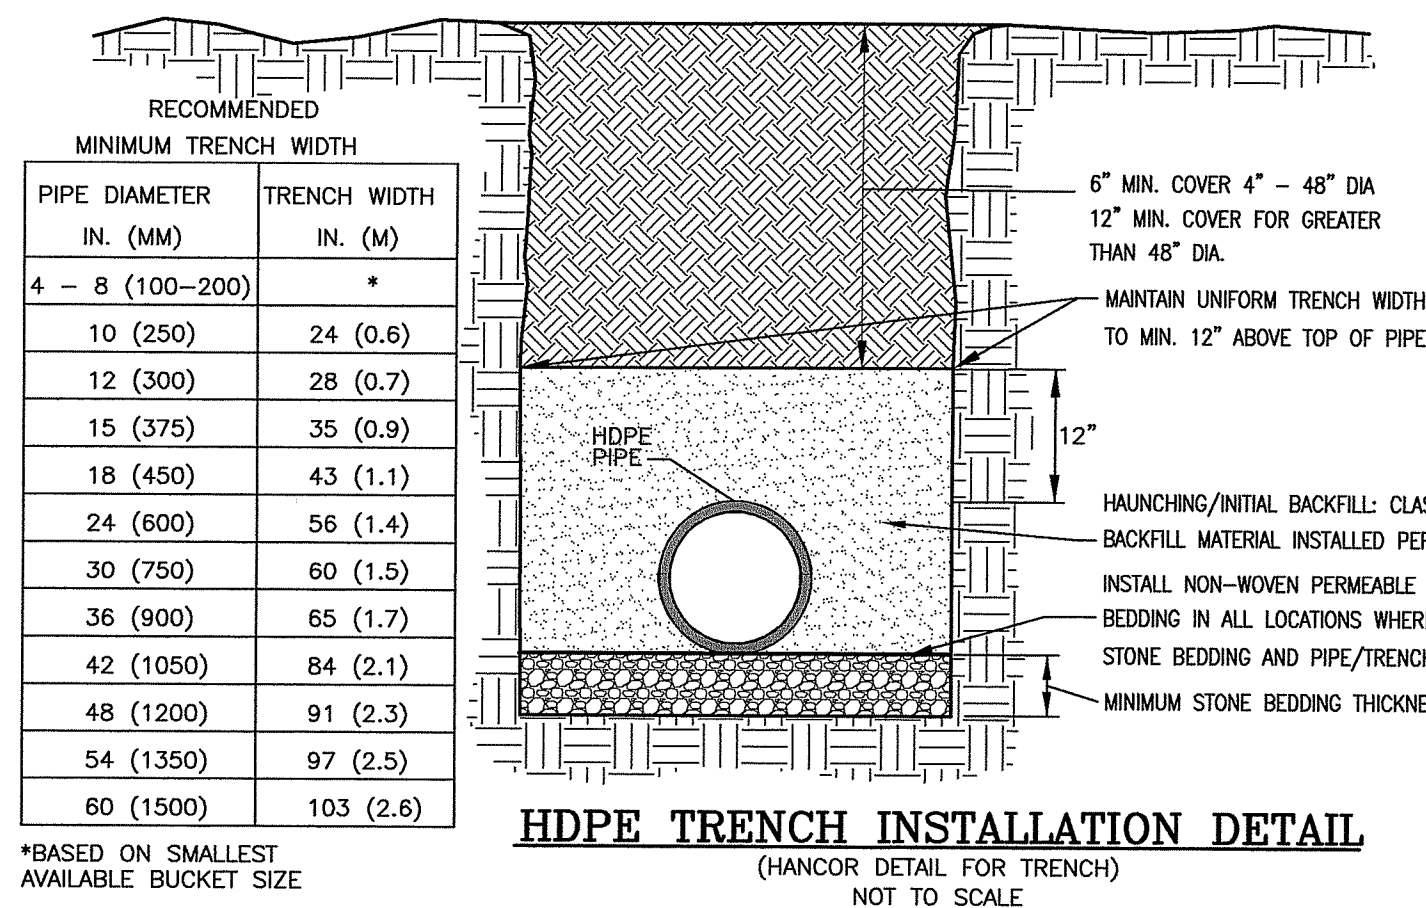 RECOMMENDED
MINIMUM TRENCH WIDTH
PIPE DIAMETER TRENCH WIDTH
IN. (MM) IN. (M)
4 – 8 (100–200) *
10 (250) 24 (0.6)
12 (300) 28 (0.7)
15 (375) 35 (0.9)
18 (450) 43 (1.1)
24 (600) 56 (1.4)
30 (750) 60 (1.5)
36 (900) 65 (1.7)
42 (1050) 84 (2.1)
48 (1200) 91 (2.3)
54 (1350) 97 (2.5)
60 (1500) 103 (2.6)
*BASED ON SMALLEST
AVAILABLE BUCKET SIZE
HDPE
PIPE
6" MIN. COVER 4" – 48" DIA
12" MIN. COVER FOR GREATER
THAN 48" DIA.
MAINTAIN UNIFORM TRENCH WIDTH
TO MIN. 12" ABOVE TOP OF PIPE
12"
HAUNCHING/INITIAL BACKFILL:
BACKFILL MATERIAL INSTALLED
INSTALL NON–WOVEN PERMEABLE
BEDDING IN ALL LOCATIONS
STONE BEDDING AND
MINIMUM STONE BEDDING
HDPE TRENCH INSTALLATION DETAIL
(HANCOR DETAIL FOR TRENCH)
NOT TO SCALE